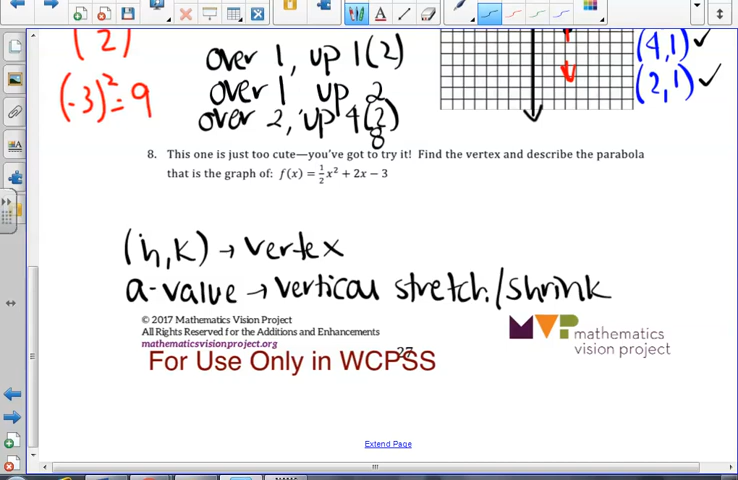 (2)
(-3)²=9
over 1, up 1(2)
over 1 up 2
over 2, up 4(2)
8
(4,1)✓
(2,1)✓
8. This one is just too cute—you've got to try it! Find the vertex and describe the parabola
that is the graph of: f(x) = ½x² + 2x − 3
(h,k) → vertex
a-value → vertical stretch/shrink
© 2017 Mathematics Vision Project
All Rights Reserved for the Additions and Enhancements
mathematicsvisionproject.org
27
For Use Only in WCPSS
MVP mathematics
vision project
Extend Page